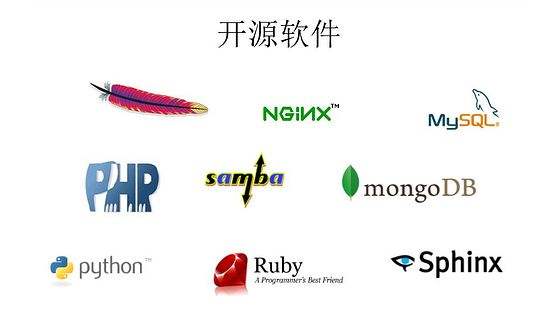 开源软件
NGiNX™
MySQL®
PHP
samba
mongoDB
python™
Ruby
A Programmer's Best Friend
Sphinx